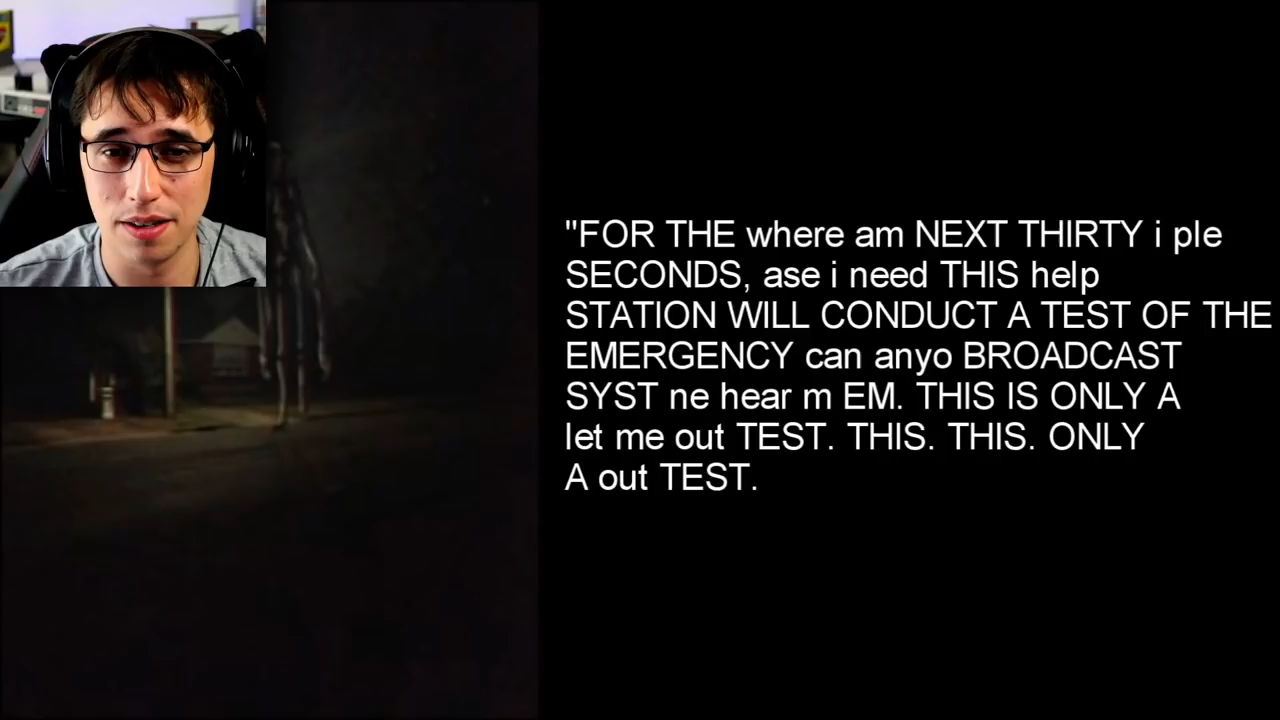 "FOR THE where am NEXT THIRTY i ple
SECONDS, ase i need THIS help
STATION WILL CONDUCT A TEST OF THE
EMERGENCY can anyo BROADCAST
SYST ne hear m EM. THIS IS ONLY A
let me out TEST. THIS. THIS. ONLY
A out TEST.